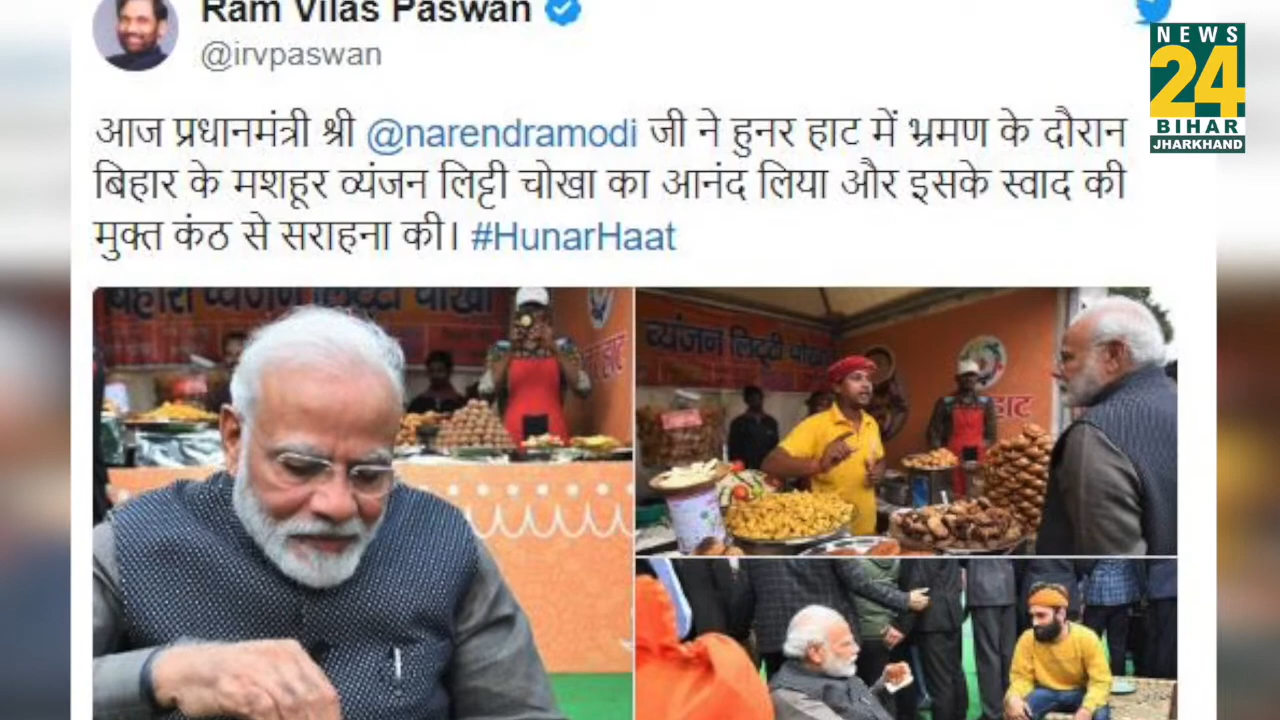 Ram Vilas Paswan
@irvpaswan
NEWS
24
BIHAR
JHARKHAND
आज प्रधानमंत्री श्री @narendramodi जी ने हुनर हाट में भ्रमण के दौरान
बिहार के मशहूर व्यंजन लिट्टी चोखा का आनंद लिया और इसके स्वाद की
मुक्त कंठ से सराहना की। #HunarHaat
बिहारी व्यंजन लिट्टी चोखा
हाट
व्यंजन लिट्टी चोखा
हाट